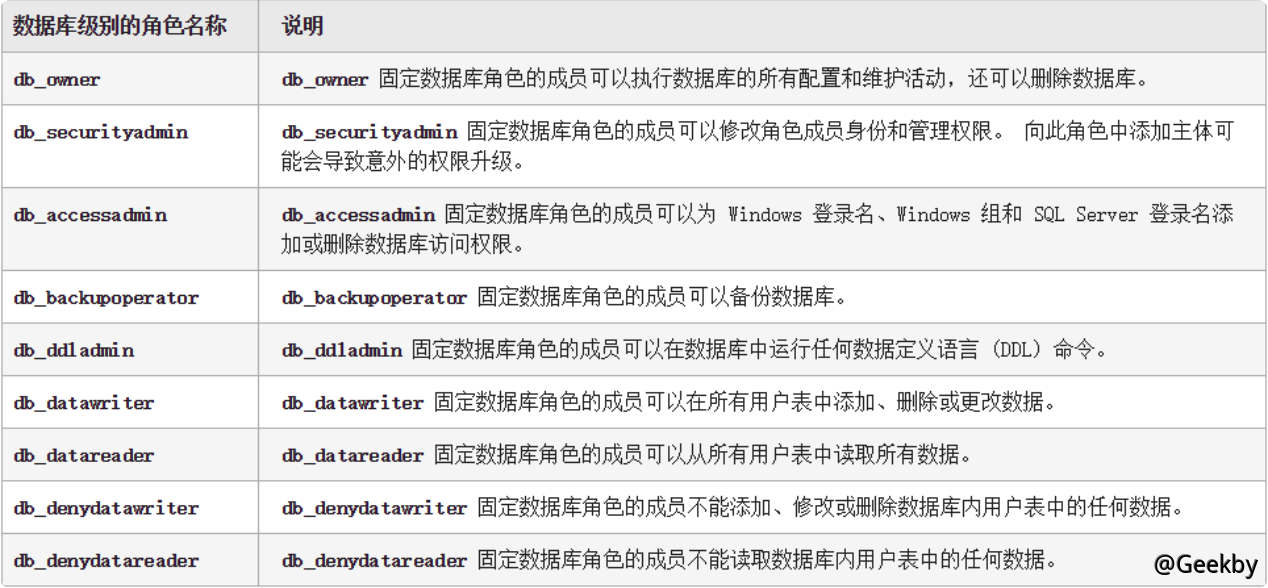 数据库级别的角色名称 说明
db_owner db_owner 固定数据库角色的成员可以执行数据库的所有配置和维护活动，还可以删除数据库。
db_securityadmin db_securityadmin 固定数据库角色的成员可以修改角色成员身份和管理权限。 向此角色中添加主体可
能会导致意外的权限升级。
db_accessadmin db_accessadmin 固定数据库角色的成员可以为 Windows 登录名、Windows 组和 SQL Server 登录名添
加或删除数据库访问权限。
db_backupoperator db_backupoperator 固定数据库角色的成员可以备份数据库。
db_ddladmin db_ddladmin 固定数据库角色的成员可以在数据库中运行任何数据定义语言 (DDL) 命令。
db_datawriter db_datawriter 固定数据库角色的成员可以在所有用户表中添加、删除或更改数据。
db_datareader db_datareader 固定数据库角色的成员可以从所有用户表中读取所有数据。
db_denydatawriter db_denydatawriter 固定数据库角色的成员不能添加、修改或删除数据库内用户表中的任何数据。
db_denydatareader db_denydatareader 固定数据库角色的成员不能读取数据库内用户表中的任何数据。
@Geekby